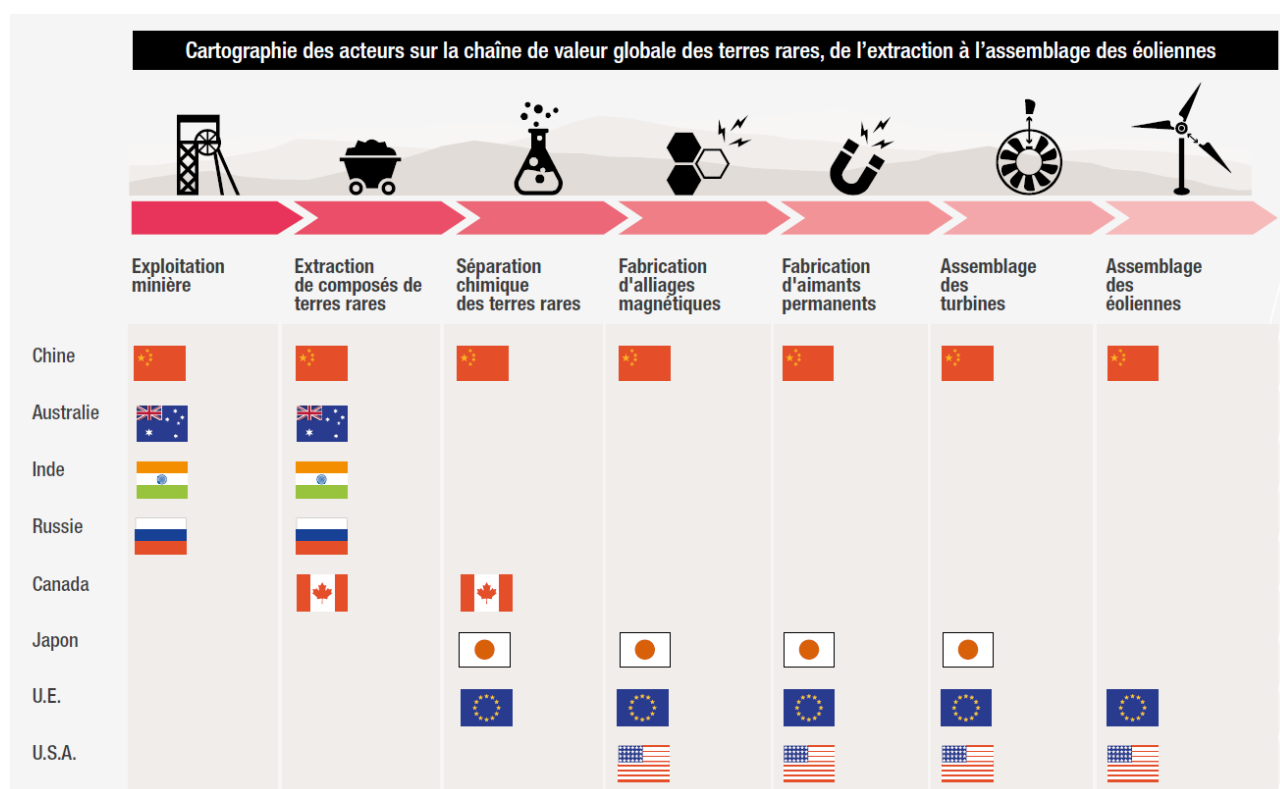 Cartographie des acteurs sur la chaîne de valeur globale des terres rares, de l'extraction à l'assemblage des éoliennes
Exploitation
minière
Extraction
de composés de
terres rares
Séparation
chimique
des terres rares
Fabrication
d'alliages
magnétiques
Fabrication
d'aimants
permanents
Assemblage
des
turbines
Assemblage
des
éoliennes
Chine
Australie
Inde
Russie
Canada
Japon
U.E.
U.S.A.